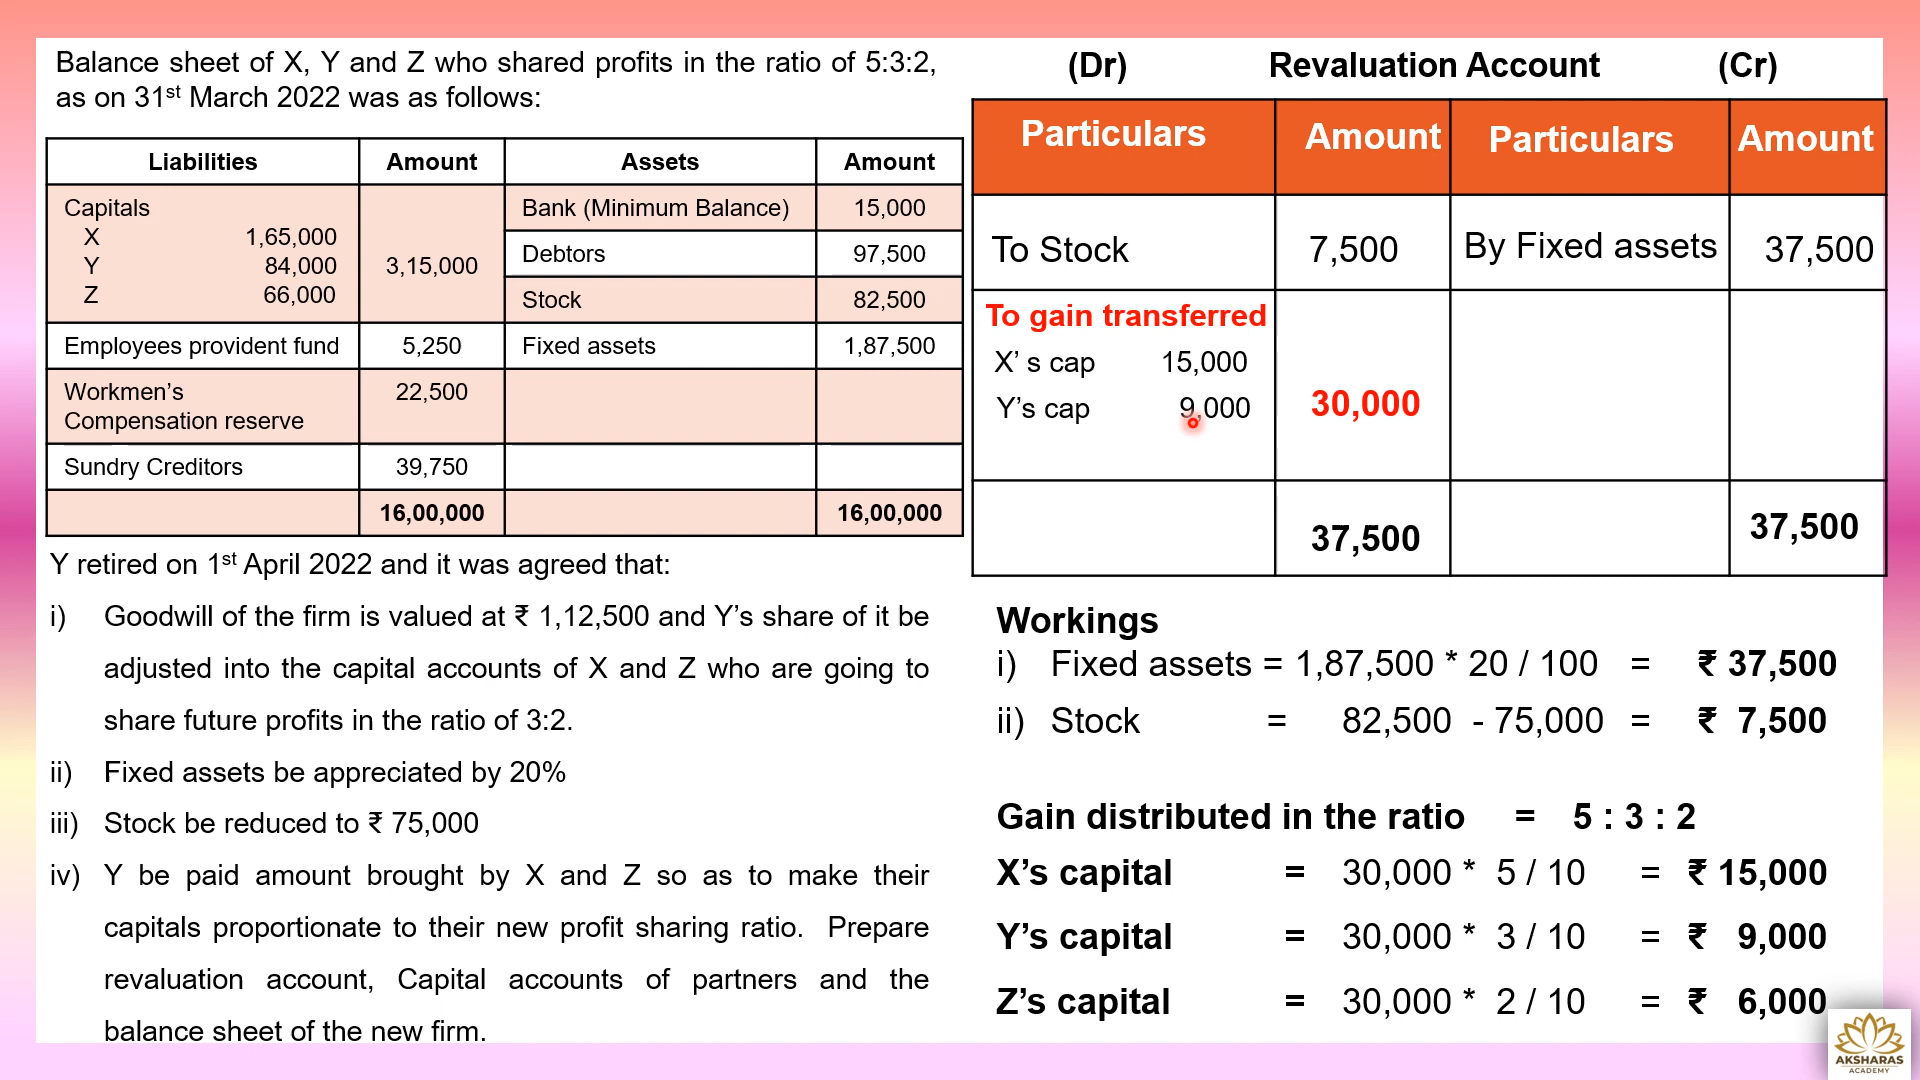 Balance sheet of X, Y and Z who shared profits in the ratio of 5:3:2,
as on 31st March 2022 was as follows:
Liabilities Amount Assets Amount
Capitals
X 1,65,000
Y 84,000
Z 66,000
3,15,000
Bank (Minimum Balance) 15,000
Debtors 97,500
Stock 82,500
Employees provident fund 5,250 Fixed assets 1,87,500
Workmen's
Compensation reserve
22,500
Sundry Creditors 39,750
16,00,000 16,00,000
Y retired on 1st April 2022 and it was agreed that:
i) Goodwill of the firm is valued at ₹ 1,12,500 and Y's share of it be
adjusted into the capital accounts of X and Z who are going to
share future profits in the ratio of 3:2.
ii) Fixed assets be appreciated by 20%
iii) Stock be reduced to ₹ 75,000
iv) Y be paid amount brought by X and Z so as to make their
capitals proportionate to their new profit sharing ratio. Prepare
revaluation account, Capital accounts of partners and the
balance sheet of the new firm.
(Dr) Revaluation Account (Cr)
Particulars Amount Particulars Amount
To Stock 7,500 By Fixed assets 37,500
To gain transferred
X' s cap 15,000
Y's cap 9,000
30,000
37,500 37,500
Workings
i) Fixed assets = 1,87,500 * 20 / 100 = ₹ 37,500
ii) Stock = 82,500 - 75,000 = ₹ 7,500
Gain distributed in the ratio = 5 : 3 : 2
X's capital = 30,000 * 5 / 10 = ₹ 15,000
Y's capital = 30,000 * 3 / 10 = ₹ 9,000
Z's capital = 30,000 * 2 / 10 = ₹ 6,000
AKSHARAS
ACADEMY